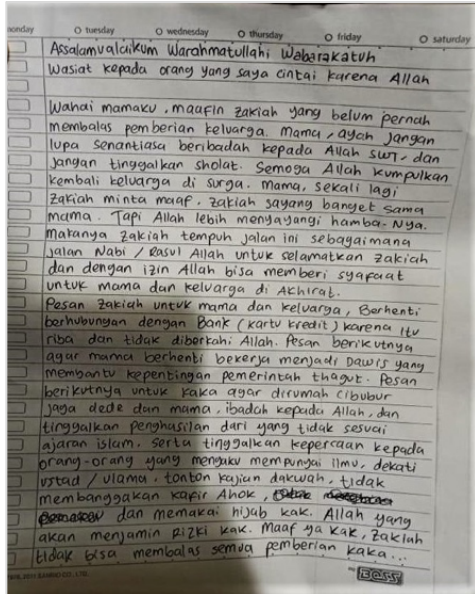 monday O tuesday O wednesday O thursday O friday O saturday
Assalamualaikum Warahmatullahi Wabarakatuh
Wasiat kepada orang yang saya cintai karena Allah
Wahai mamaku, maafin zakiah yang belum pernah
membalas pemberian keluarga. Mama, ayah jangan
lupa senantiasa beribadah kepada Allah swt, dan
jangan tinggalkan sholat. Semoga Allah kumpulkan
kembali keluarga di surga. Mama, sekali lagi
zakiah minta maaf. zakiah sayang banget sama
mama. Tapi Allah lebih menyayangi hamba-Nya.
makanya zakiah tempuh jalan ini sebagaimana
jalan Nabi / Rasul Allah untuk selamatkan zakiah
dan dengan izin Allah bisa memberi syafaat
untuk mama dan keluarga di Akhirat.
Pesan zakiah untuk mama dan keluarga, Berhenti
berhubungan dengan Bank (kartu kredit) karena itu
riba dan tidak diberkahi Allah. Pesan berikutnya
agar mama berhenti bekerja menjadi Dawis yang
membantu kepentingan pemerintah thagut. Pesan
berikutnya untuk kaka agar dirumah cibubur
jaga dede dan mama, ibadah kepada Allah, dan
tinggalkan penghasilan dari yang tidak sesuai
ajaran islam. serta tinggalkan kepercaan kepada
orang-orang yang mengaku mempunyai ilmu, dekati
ustad / ulama, tonton kajian dakwah, tidak
membanggakan kafir Ahok,
dan memakai hijab kak. Allah yang
akan menjamin rizki kak. maaf ya kak, zakiah
tidak bisa membalas semua pemberian kaka...
BOSS